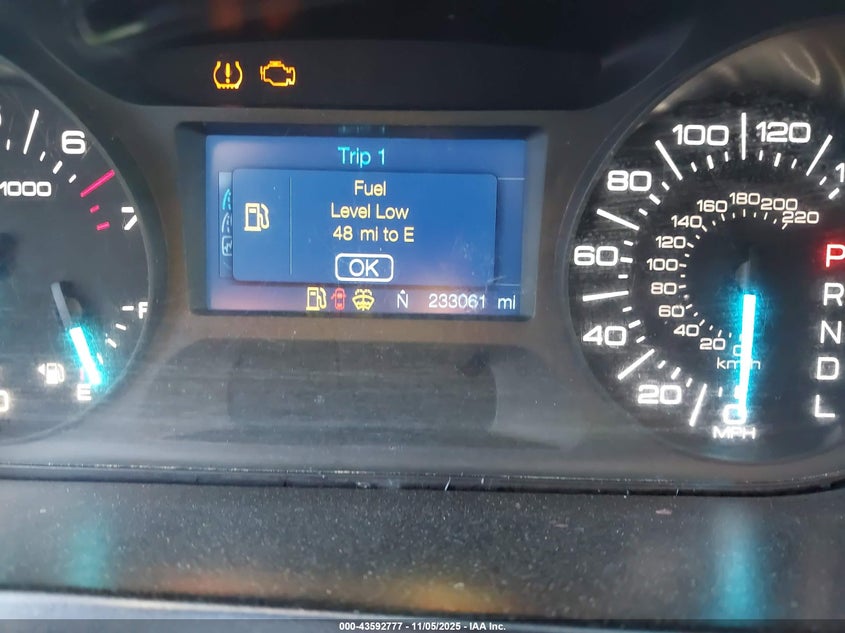 Trip 1
Fuel
Level Low
48 mi to E
OK
N 233061 mi
6
1000
7
E
0
100 120
80
60
40
20
0
MPH
180 200
160 220
140
120
100
80
60
40
20
0
km/h
P
R
N
D
L
000-43592777 - 11/05/2025 - IAA Inc.